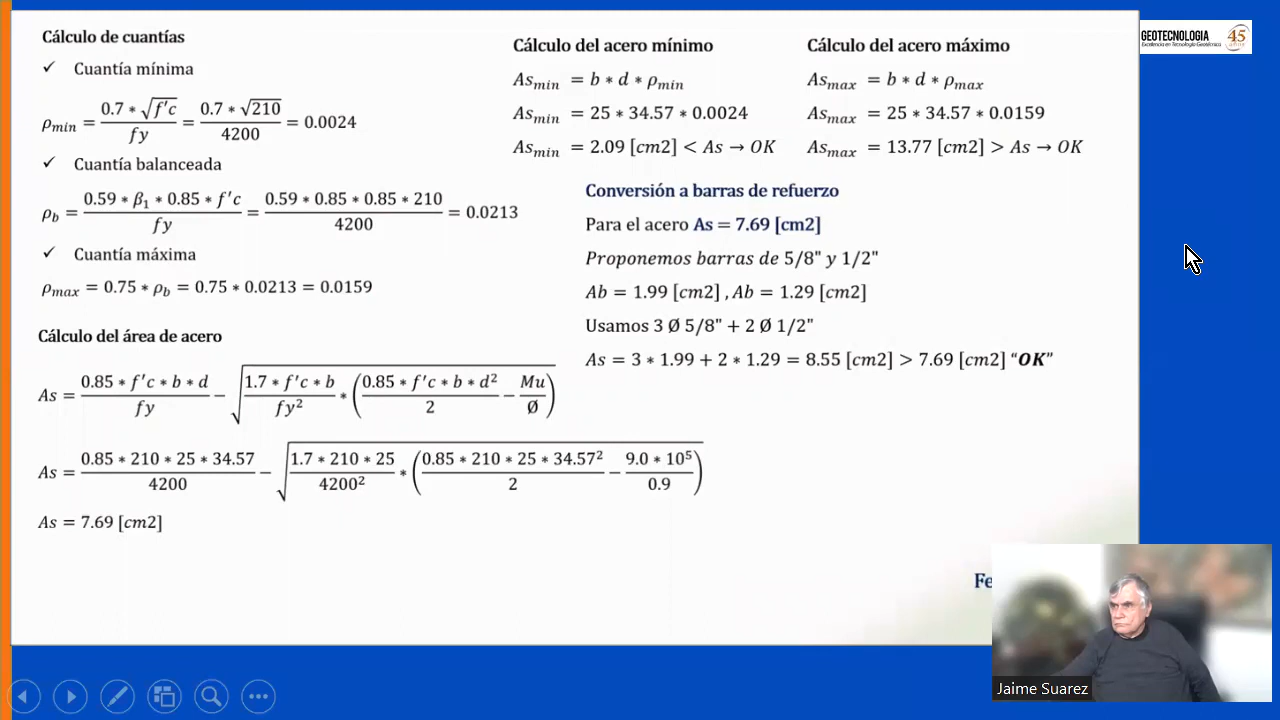 Cálculo de cuantías
✓ Cuantía mínima
ρmin = 0.7 * √f'c / fy = 0.7 * √210 / 4200 = 0.0024
✓ Cuantía balanceada
ρb = 0.59 * β1 * 0.85 * f'c / fy = 0.59 * 0.85 * 0.85 * 210 / 4200 = 0.0213
✓ Cuantía máxima
ρmax = 0.75 * ρb = 0.75 * 0.0213 = 0.0159
Cálculo del área de acero
As = 0.85 * f'c * b * d / fy − √(1.7 * f'c * b / fy² * (0.85 * f'c * b * d² / 2 − Mu / Ø))
As = 0.85 * 210 * 25 * 34.57 / 4200 − √(1.7 * 210 * 25 / 4200² * (0.85 * 210 * 25 * 34.57² / 2 − 9.0 * 10⁵ / 0.9))
As = 7.69 [cm2]
Cálculo del acero mínimo
Asmin = b * d * ρmin
Asmin = 25 * 34.57 * 0.0024
Asmin = 2.09 [cm2] < As → OK
Cálculo del acero máximo
Asmax = b * d * ρmax
Asmax = 25 * 34.57 * 0.0159
Asmax = 13.77 [cm2] > As → OK
Conversión a barras de refuerzo
Para el acero As = 7.69 [cm2]
Proponemos barras de 5/8" y 1/2"
Ab = 1.99 [cm2] , Ab = 1.29 [cm2]
Usamos 3 Ø 5/8" + 2 Ø 1/2"
As = 3 * 1.99 + 2 * 1.29 = 8.55 [cm2] > 7.69 [cm2] “OK”
GEOTECNOLOGIA
Excelencia en Tecnología Geotécnica
45
Fe
Jaime Suarez